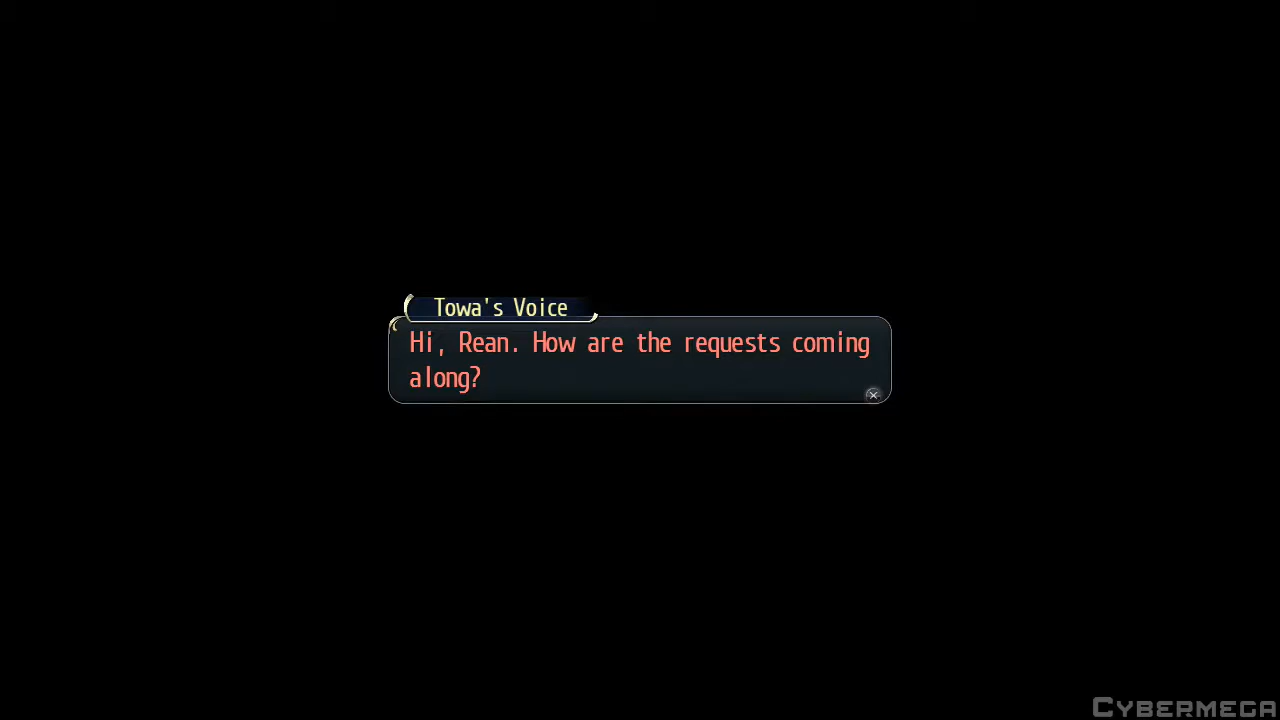 Towa's Voice
Hi, Rean. How are the requests coming
along?
CYBERMEGA